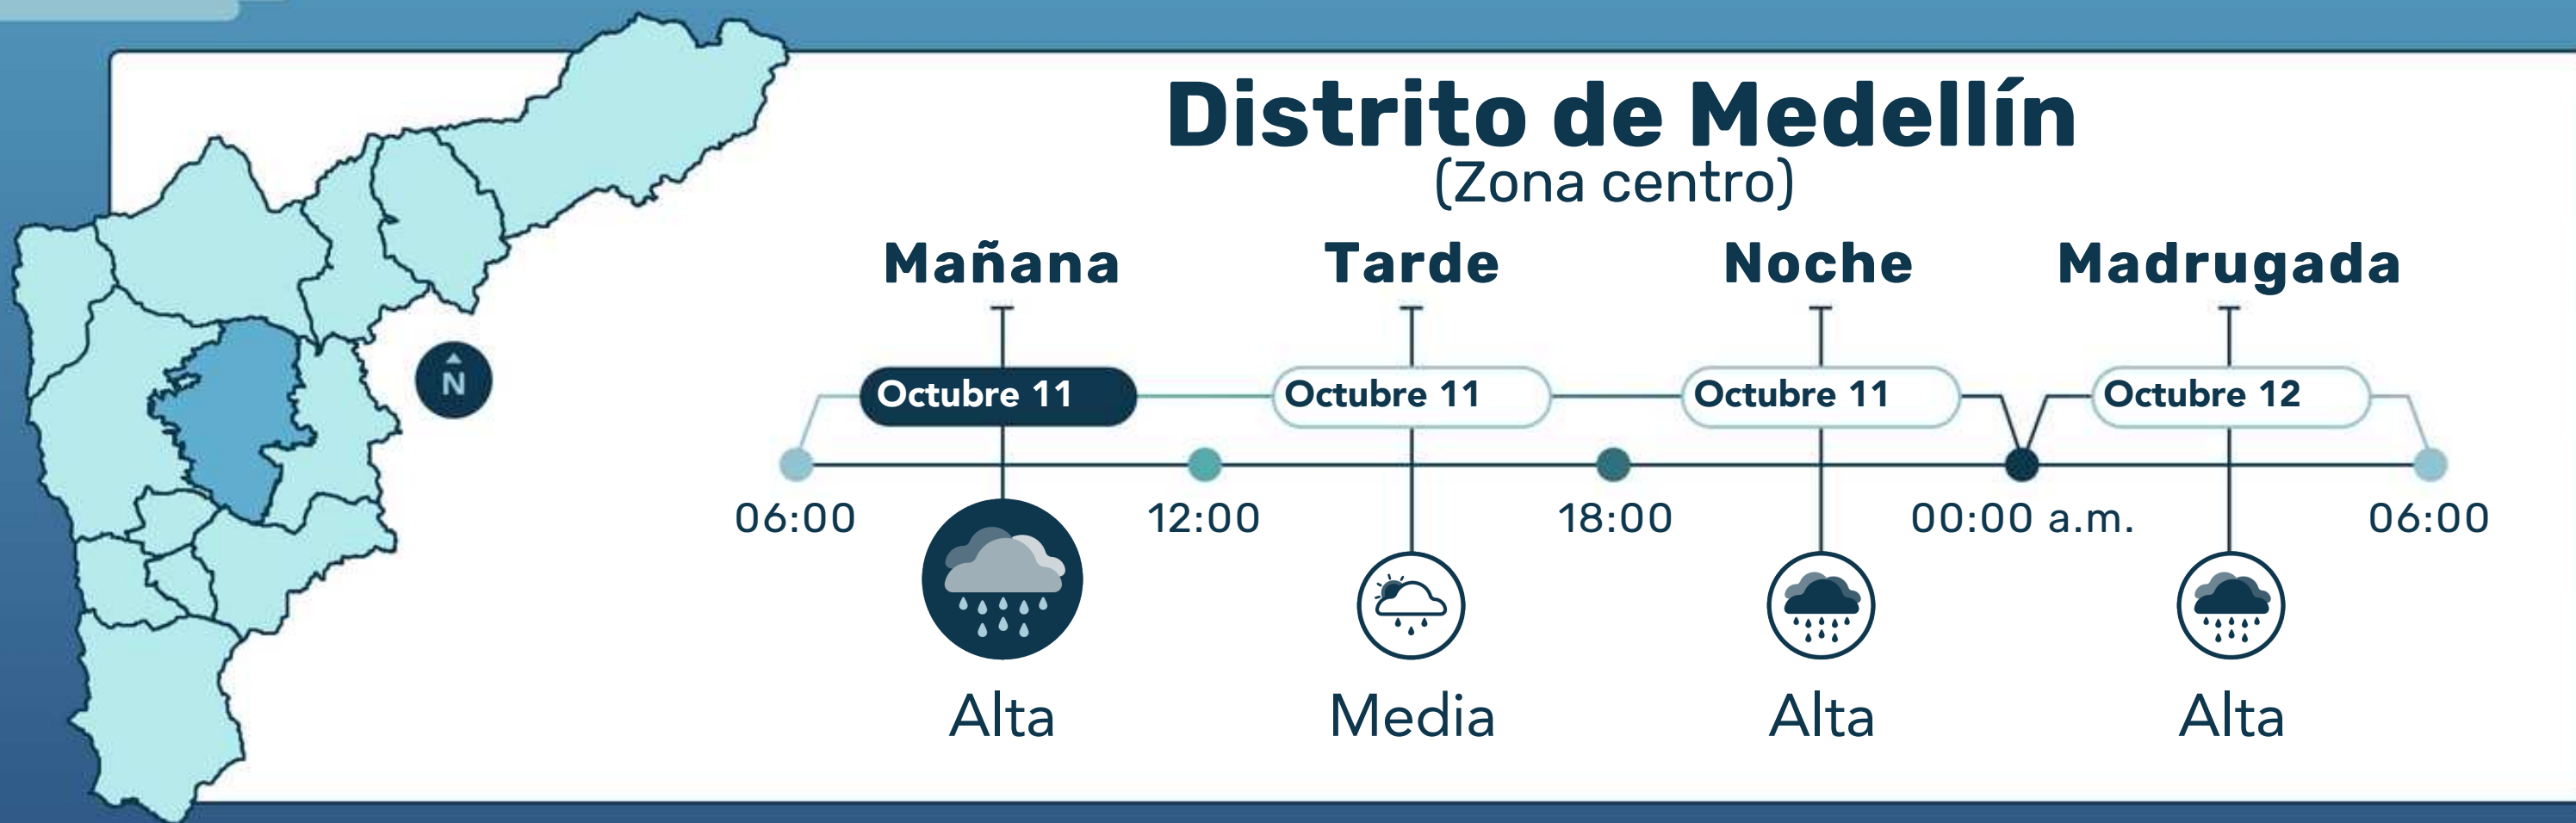 Distrito de Medellín
(Zona centro)
Mañana Tarde Noche Madrugada
Octubre 11 Octubre 11 Octubre 11 Octubre 12
N
06:00 12:00 18:00 00:00 a.m. 06:00
Alta Media Alta Alta